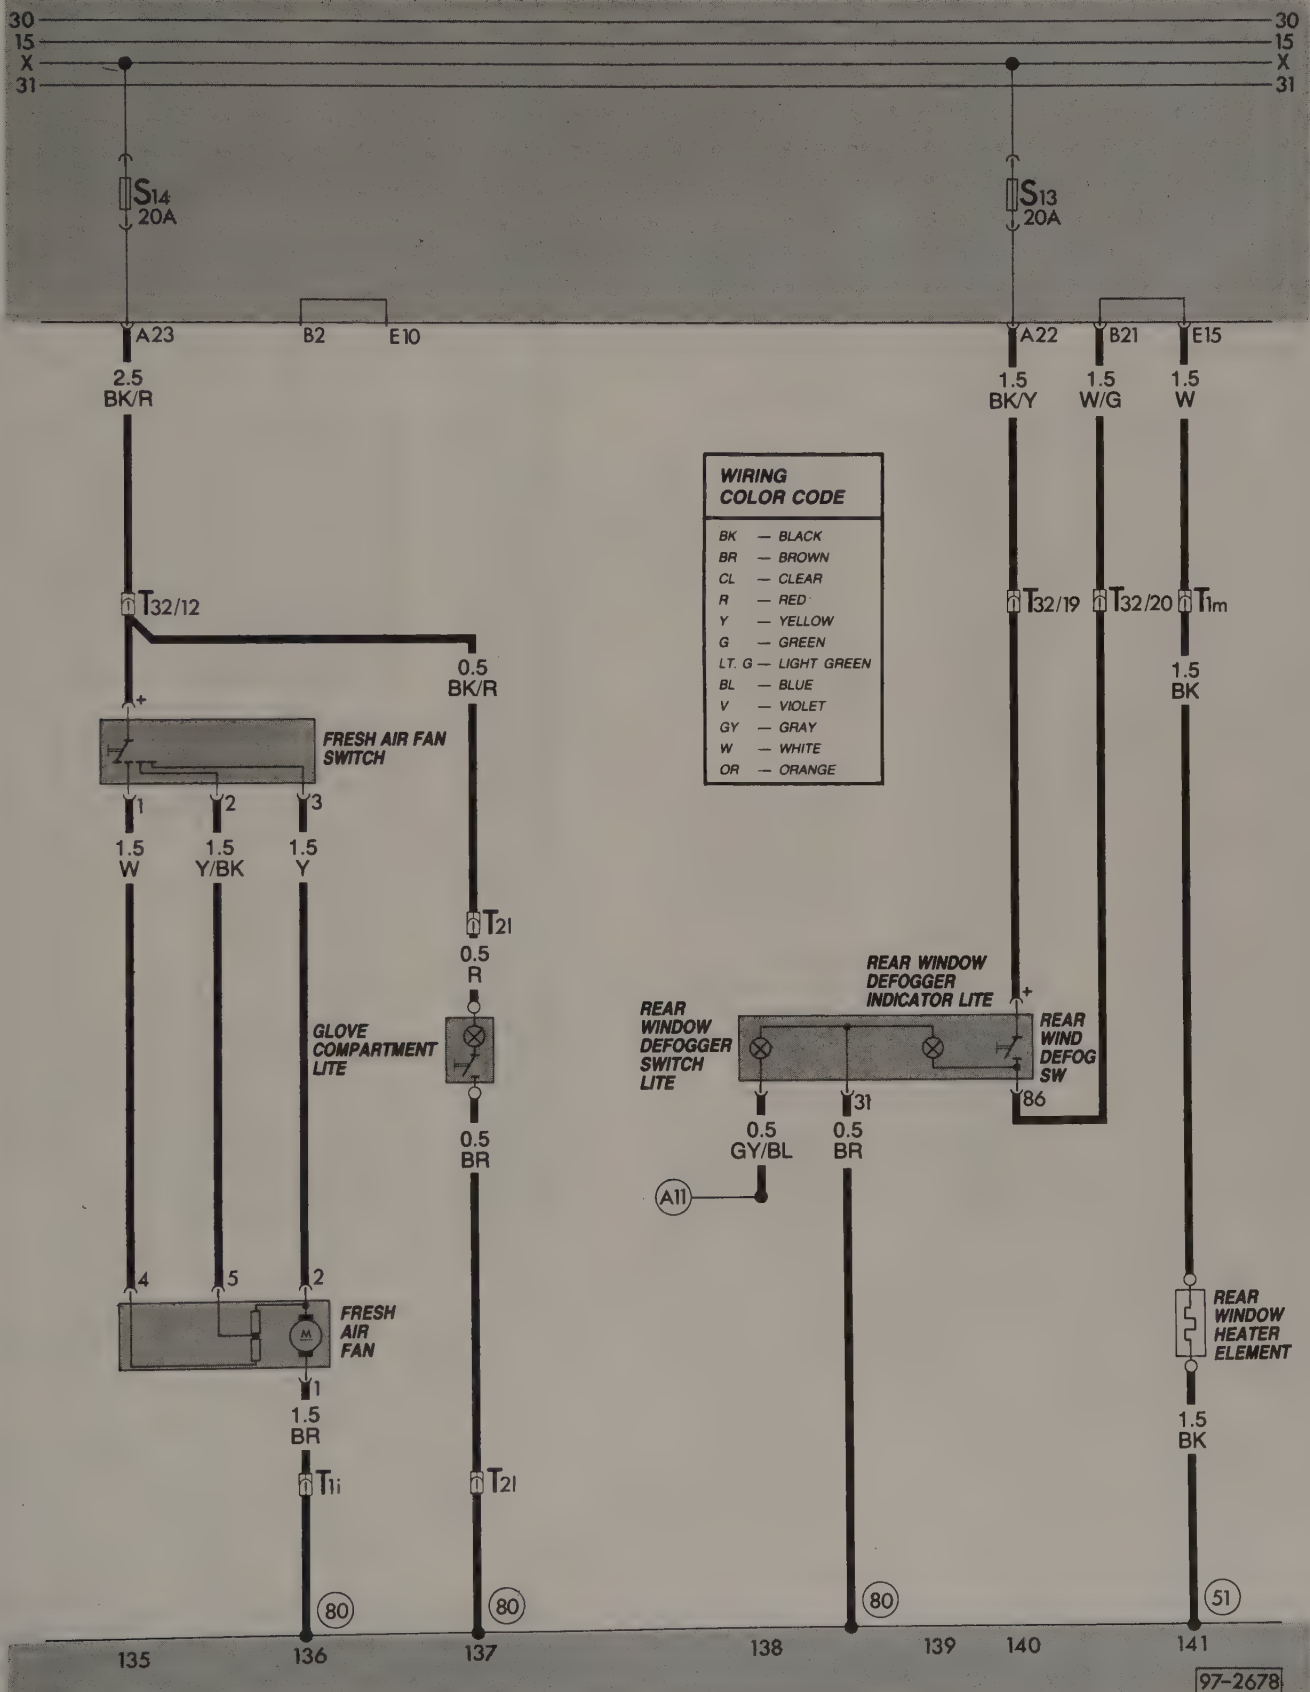 30 30
15 15
X X
31 31
S14
20A
S13
20A
A23 B2 E10 A22 B21 E15
2.5
BK/R
1.5
BK/Y
1.5
W/G
1.5
W
WIRING
COLOR CODE
BK — BLACK
BR — BROWN
CL — CLEAR
R — RED
Y — YELLOW
G — GREEN
LT. G — LIGHT GREEN
BL — BLUE
V — VIOLET
GY — GRAY
W — WHITE
OR — ORANGE
T32/12 T32/19 T32/20 T1m
0.5
BK/R
1.5
BK
+
FRESH AIR FAN
SWITCH
1 2 3
1.5
W
1.5
Y/BK
1.5
Y
T2l
0.5
R
GLOVE
COMPARTMENT
LITE
0.5
BR
REAR WINDOW
DEFOGGER
INDICATOR LITE
+
REAR
WINDOW
DEFOGGER
SWITCH
LITE
REAR
WIND
DEFOG
SW
31 86
0.5
GY/BL
0.5
BR
A11
4 5 2
M
FRESH
AIR
FAN
REAR
WINDOW
HEATER
ELEMENT
1
1.5
BR
1.5
BK
T1i T2l
80 80 80 51
135 136 137 138 139 140 141
97-2678